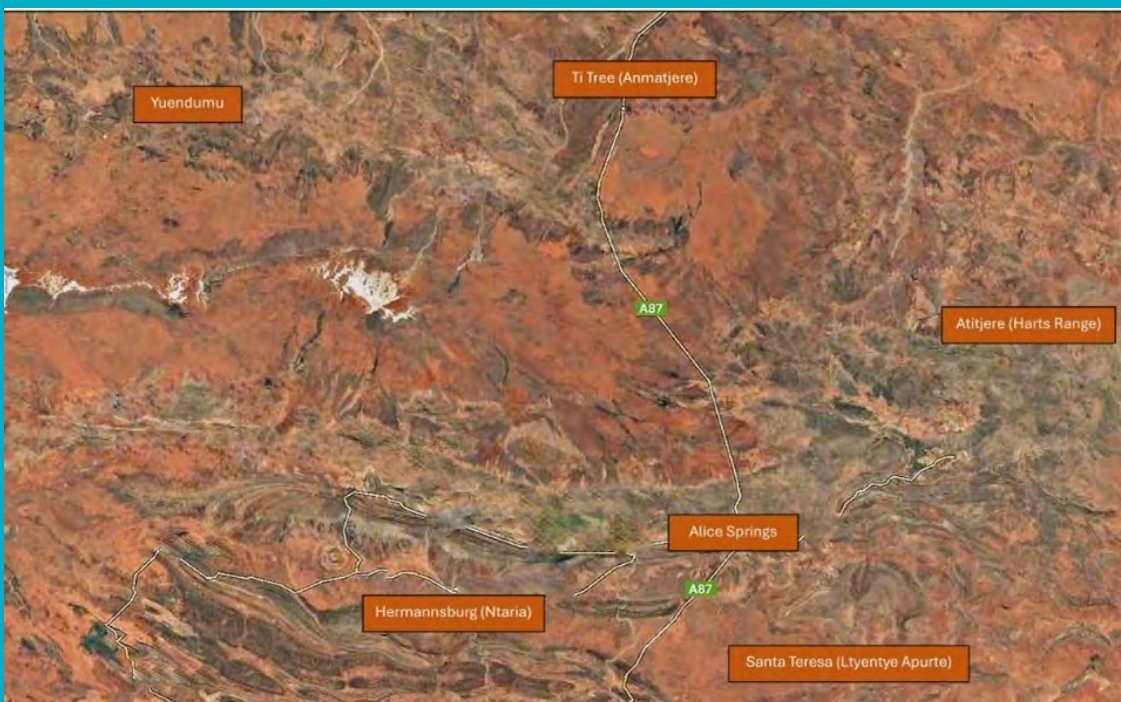 Yuendumu
Ti Tree (Anmatjere)
A87
Atitjere (Harts Range)
Alice Springs
A87
Hermannsburg (Ntaria)
Santa Teresa (Ltyentye Apurte)